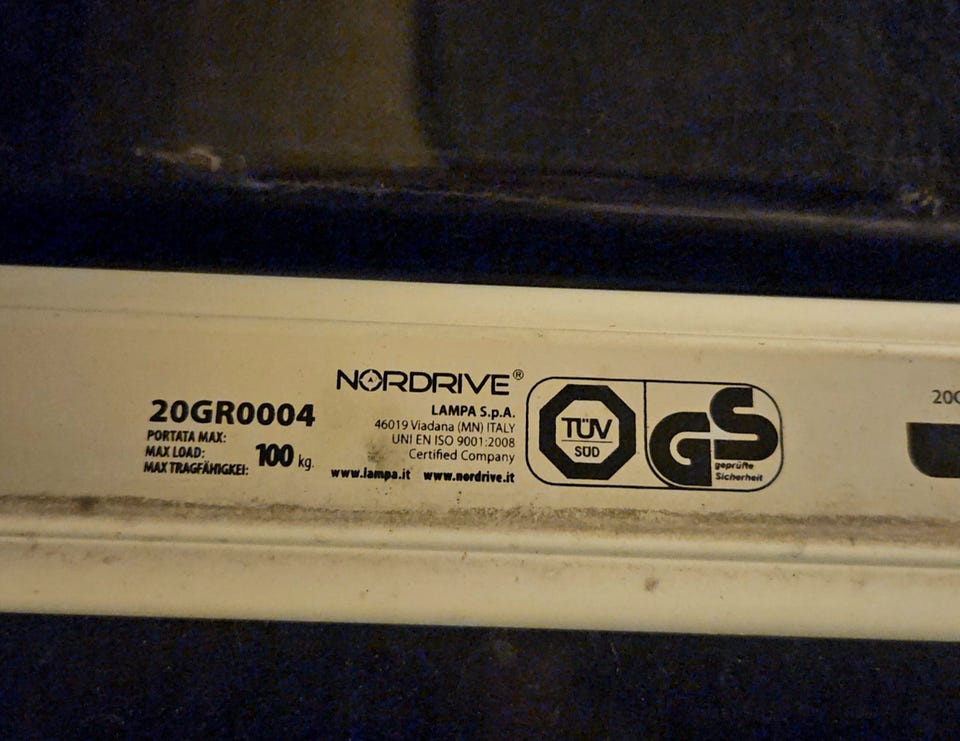 20GR0004
PORTATA MAX:
MAX LOAD:
MAX TRAGFÄHIGKEI:
100 kg.
NORDRIVE®
LAMPA S.p.A.
46019 Viadana (MN) ITALY
UNI EN ISO 9001:2008
Certified Company
www.lampa.it www.nordrive.it
TÜV
SÜD
GS
geprüfte
Sicherheit